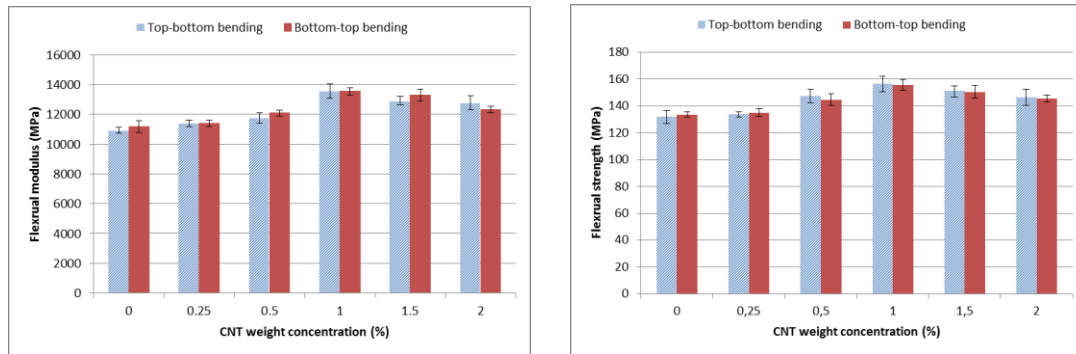 Top-bottom bending Bottom-top bending
16000
14000
12000
10000
8000
6000
4000
2000
0
Flexrual modulus (MPa)
0 0.25 0.5 1 1.5 2
CNT weight concentration (%)
Top-bottom bending Bottom-top bending
180
160
140
120
100
80
60
40
20
0
Flexrual strength (MPa)
0 0,25 0,5 1 1,5 2
CNT weight concentration (%)